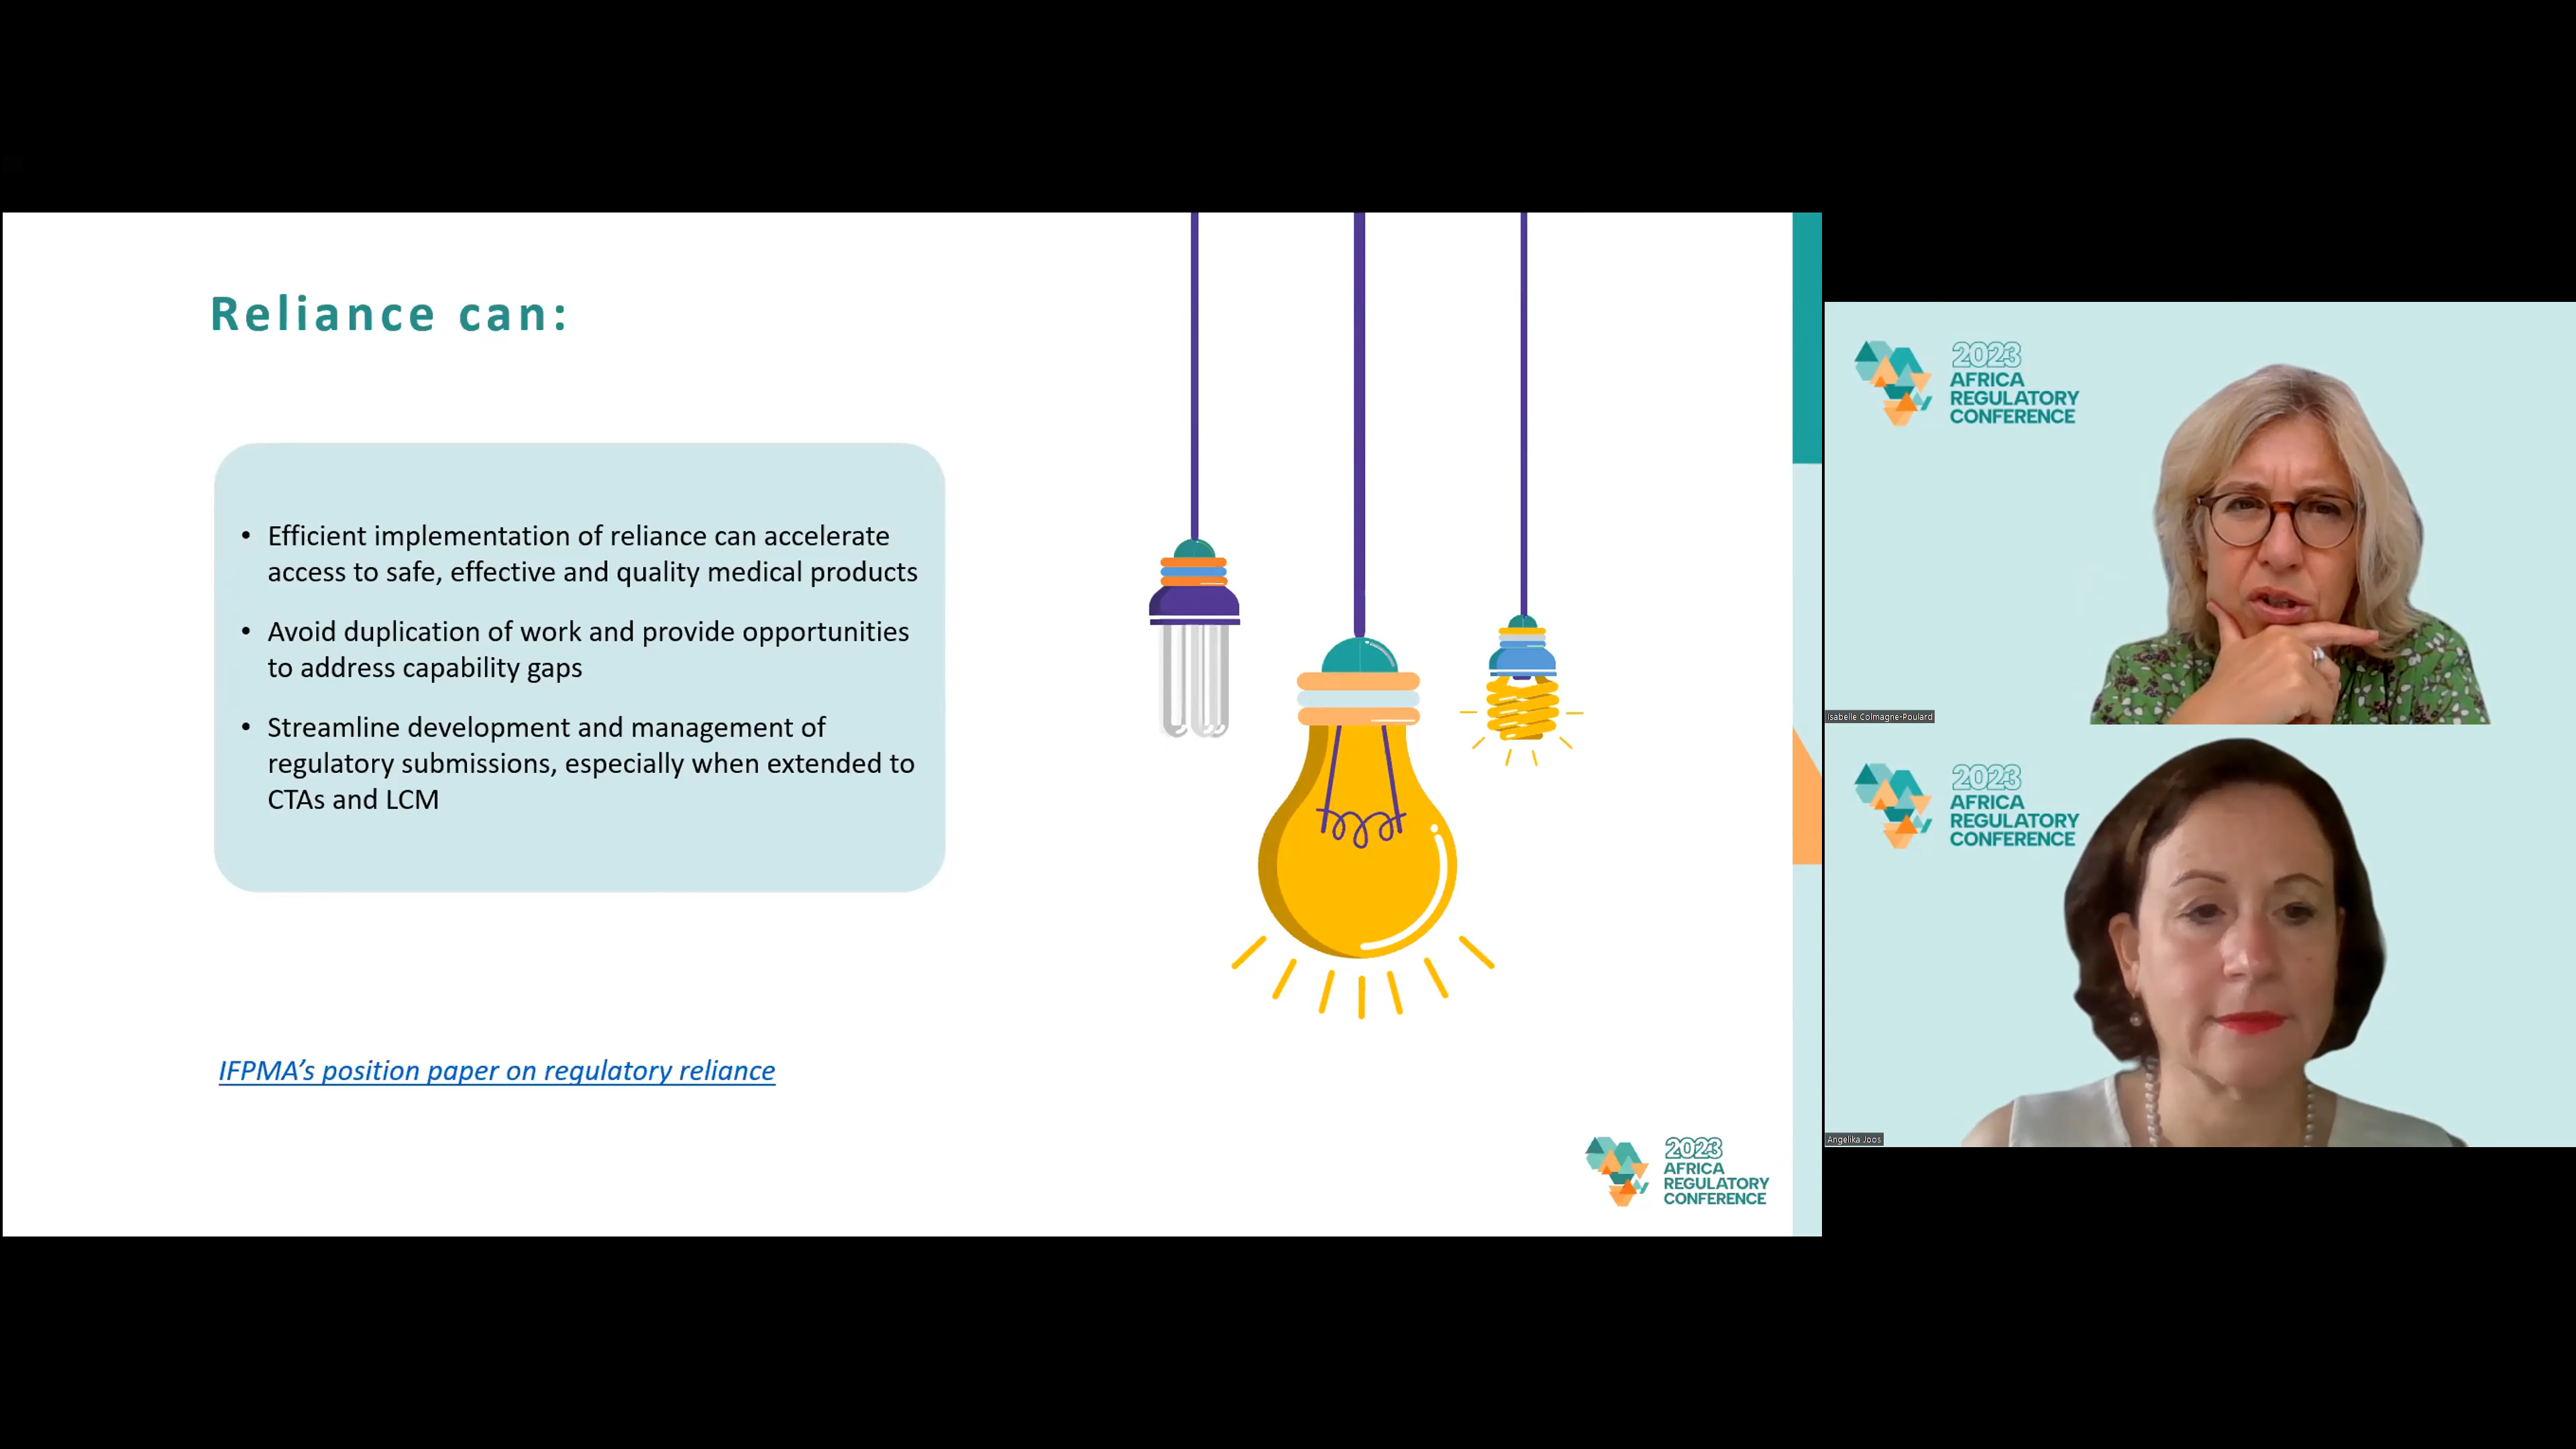 Reliance can:
• Efficient implementation of reliance can accelerate
access to safe, effective and quality medical products
• Avoid duplication of work and provide opportunities
to address capability gaps
• Streamline development and management of
regulatory submissions, especially when extended to
CTAs and LCM
IFPMA’s position paper on regulatory reliance
2023
AFRICA
REGULATORY
CONFERENCE
2023
AFRICA
REGULATORY
CONFERENCE
Isabelle Colmagne-Poulard
2023
AFRICA
REGULATORY
CONFERENCE
Angelika Joos